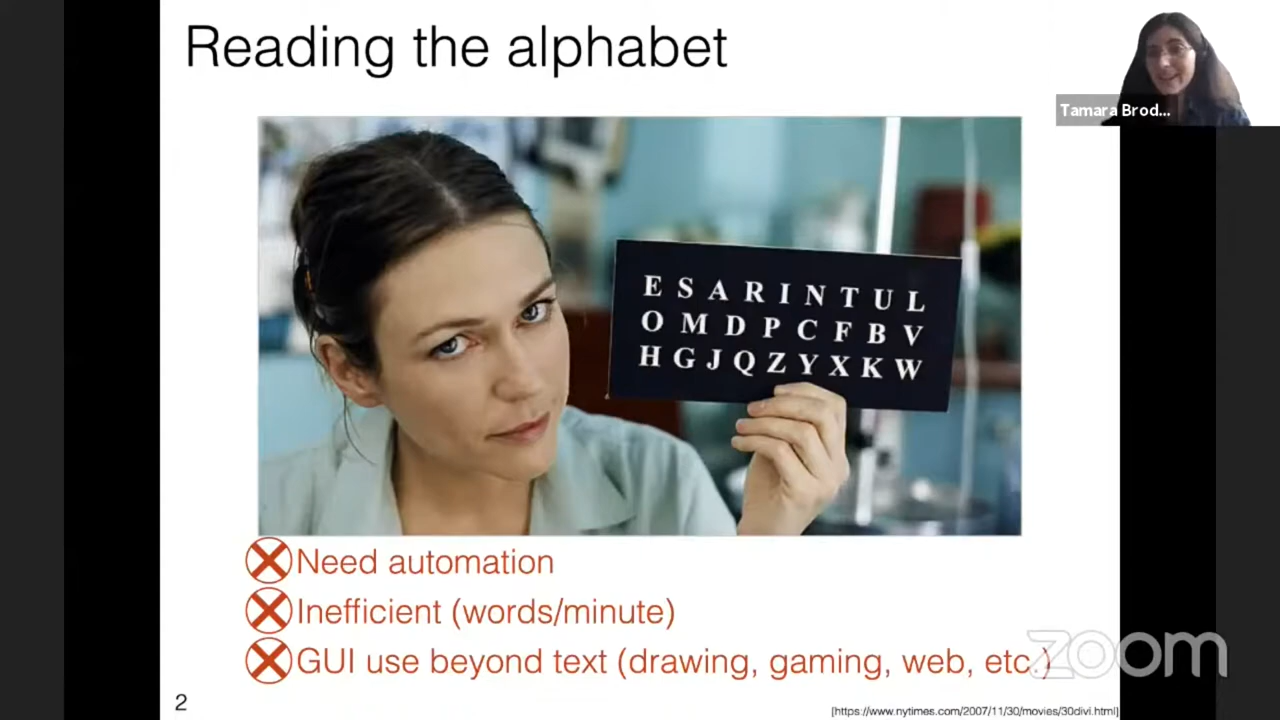 Reading the alphabet
Tamara Brod...
E S A R I N T U L
O M D P C F B V
H G J Q Z Y X K W
Need automation
Inefficient (words/minute)
GUI use beyond text (drawing, gaming, web, etc.)
zoom
2
[https://www.nytimes.com/2007/11/30/movies/30divi.html]